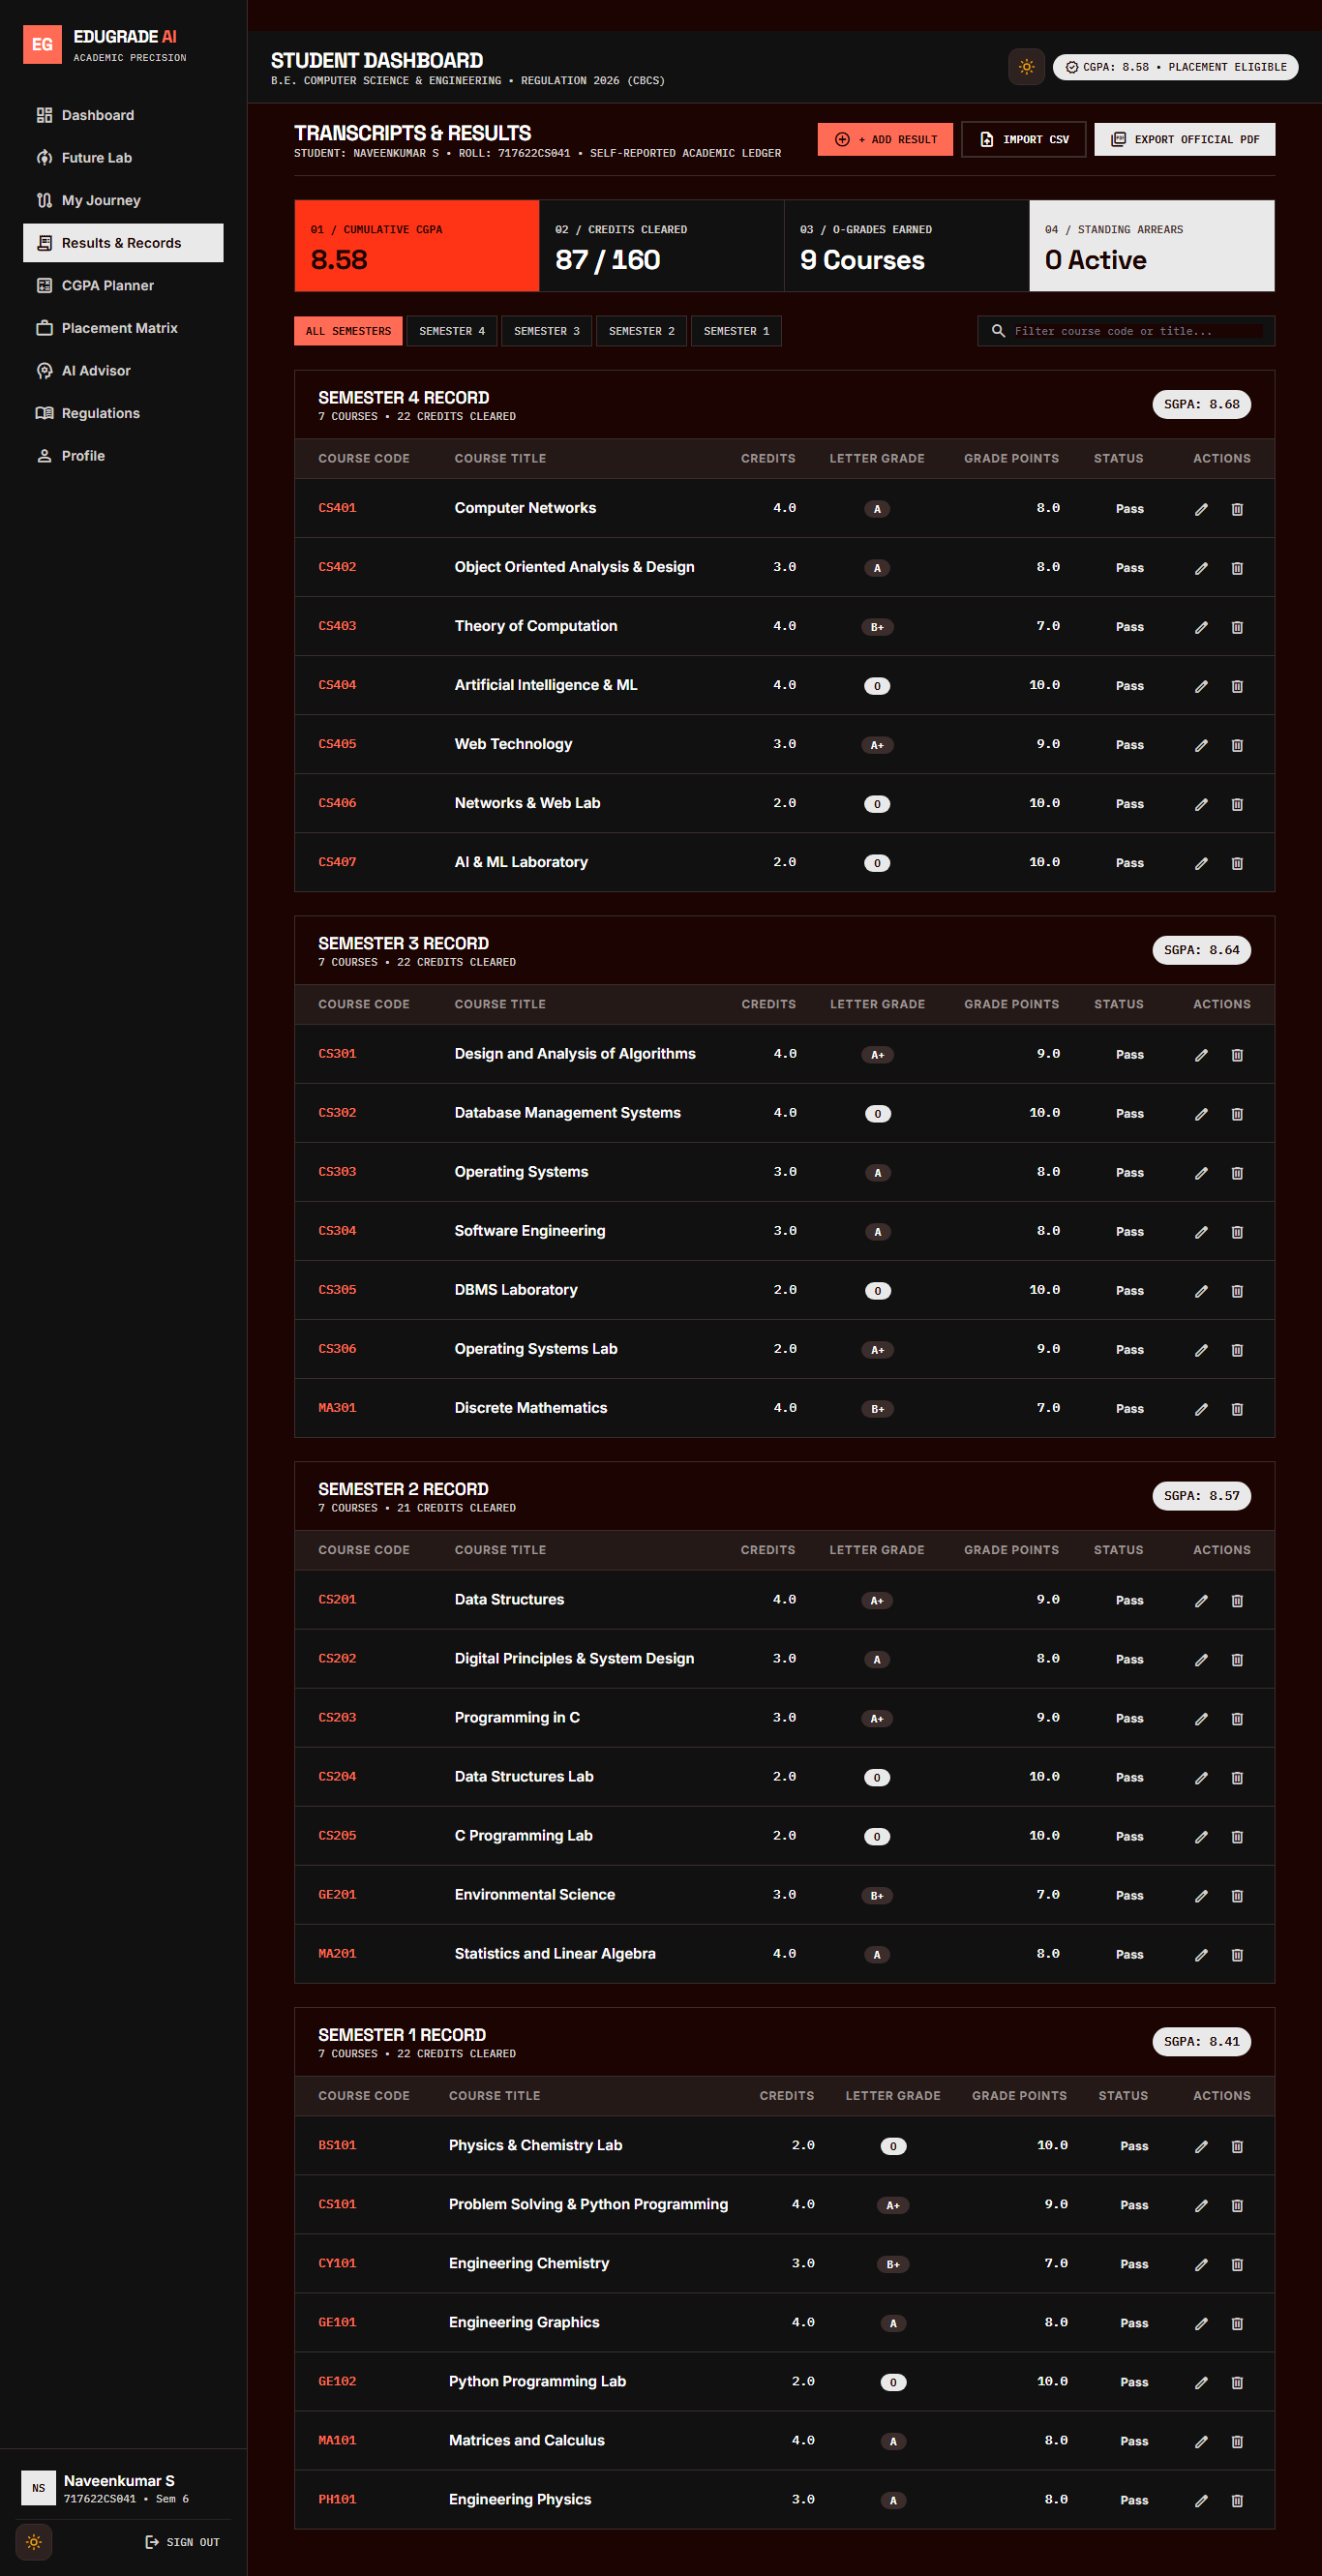 EG
EDUGRADE AI
ACADEMIC PRECISION
Dashboard
Future Lab
My Journey
Results & Records
CGPA Planner
Placement Matrix
AI Advisor
Regulations
Profile
NS
Naveenkumar S
717622CS041 • Sem 6
SIGN OUT
STUDENT DASHBOARD
B.E. COMPUTER SCIENCE & ENGINEERING • REGULATION 2026 (CBCS)
CGPA: 8.58 • PLACEMENT ELIGIBLE
TRANSCRIPTS & RESULTS
STUDENT: NAVEENKUMAR S • ROLL: 717622CS041 • SELF-REPORTED ACADEMIC LEDGER
+ ADD RESULT
IMPORT CSV
EXPORT OFFICIAL PDF
01 / CUMULATIVE CGPA
8.58
02 / CREDITS CLEARED
87 / 160
03 / O-GRADES EARNED
9 Courses
04 / STANDING ARREARS
0 Active
ALL SEMESTERS SEMESTER 4 SEMESTER 3 SEMESTER 2 SEMESTER 1
Filter course code or title...
SEMESTER 4 RECORD
7 COURSES • 22 CREDITS CLEARED
SGPA: 8.68
COURSE CODE COURSE TITLE CREDITS LETTER GRADE GRADE POINTS STATUS ACTIONS
CS401 Computer Networks 4.0 A 8.0 Pass
CS402 Object Oriented Analysis & Design 3.0 A 8.0 Pass
CS403 Theory of Computation 4.0 B+ 7.0 Pass
CS404 Artificial Intelligence & ML 4.0 O 10.0 Pass
CS405 Web Technology 3.0 A+ 9.0 Pass
CS406 Networks & Web Lab 2.0 O 10.0 Pass
CS407 AI & ML Laboratory 2.0 O 10.0 Pass
SEMESTER 3 RECORD
7 COURSES • 22 CREDITS CLEARED
SGPA: 8.64
COURSE CODE COURSE TITLE CREDITS LETTER GRADE GRADE POINTS STATUS ACTIONS
CS301 Design and Analysis of Algorithms 4.0 A+ 9.0 Pass
CS302 Database Management Systems 4.0 O 10.0 Pass
CS303 Operating Systems 3.0 A 8.0 Pass
CS304 Software Engineering 3.0 A 8.0 Pass
CS305 DBMS Laboratory 2.0 O 10.0 Pass
CS306 Operating Systems Lab 2.0 A+ 9.0 Pass
MA301 Discrete Mathematics 4.0 B+ 7.0 Pass
SEMESTER 2 RECORD
7 COURSES • 21 CREDITS CLEARED
SGPA: 8.57
COURSE CODE COURSE TITLE CREDITS LETTER GRADE GRADE POINTS STATUS ACTIONS
CS201 Data Structures 4.0 A+ 9.0 Pass
CS202 Digital Principles & System Design 3.0 A 8.0 Pass
CS203 Programming in C 3.0 A+ 9.0 Pass
CS204 Data Structures Lab 2.0 O 10.0 Pass
CS205 C Programming Lab 2.0 O 10.0 Pass
GE201 Environmental Science 3.0 B+ 7.0 Pass
MA201 Statistics and Linear Algebra 4.0 A 8.0 Pass
SEMESTER 1 RECORD
7 COURSES • 22 CREDITS CLEARED
SGPA: 8.41
COURSE CODE COURSE TITLE CREDITS LETTER GRADE GRADE POINTS STATUS ACTIONS
BS101 Physics & Chemistry Lab 2.0 O 10.0 Pass
CS101 Problem Solving & Python Programming 4.0 A+ 9.0 Pass
CY101 Engineering Chemistry 3.0 B+ 7.0 Pass
GE101 Engineering Graphics 4.0 A 8.0 Pass
GE102 Python Programming Lab 2.0 O 10.0 Pass
MA101 Matrices and Calculus 4.0 A 8.0 Pass
PH101 Engineering Physics 3.0 A 8.0 Pass